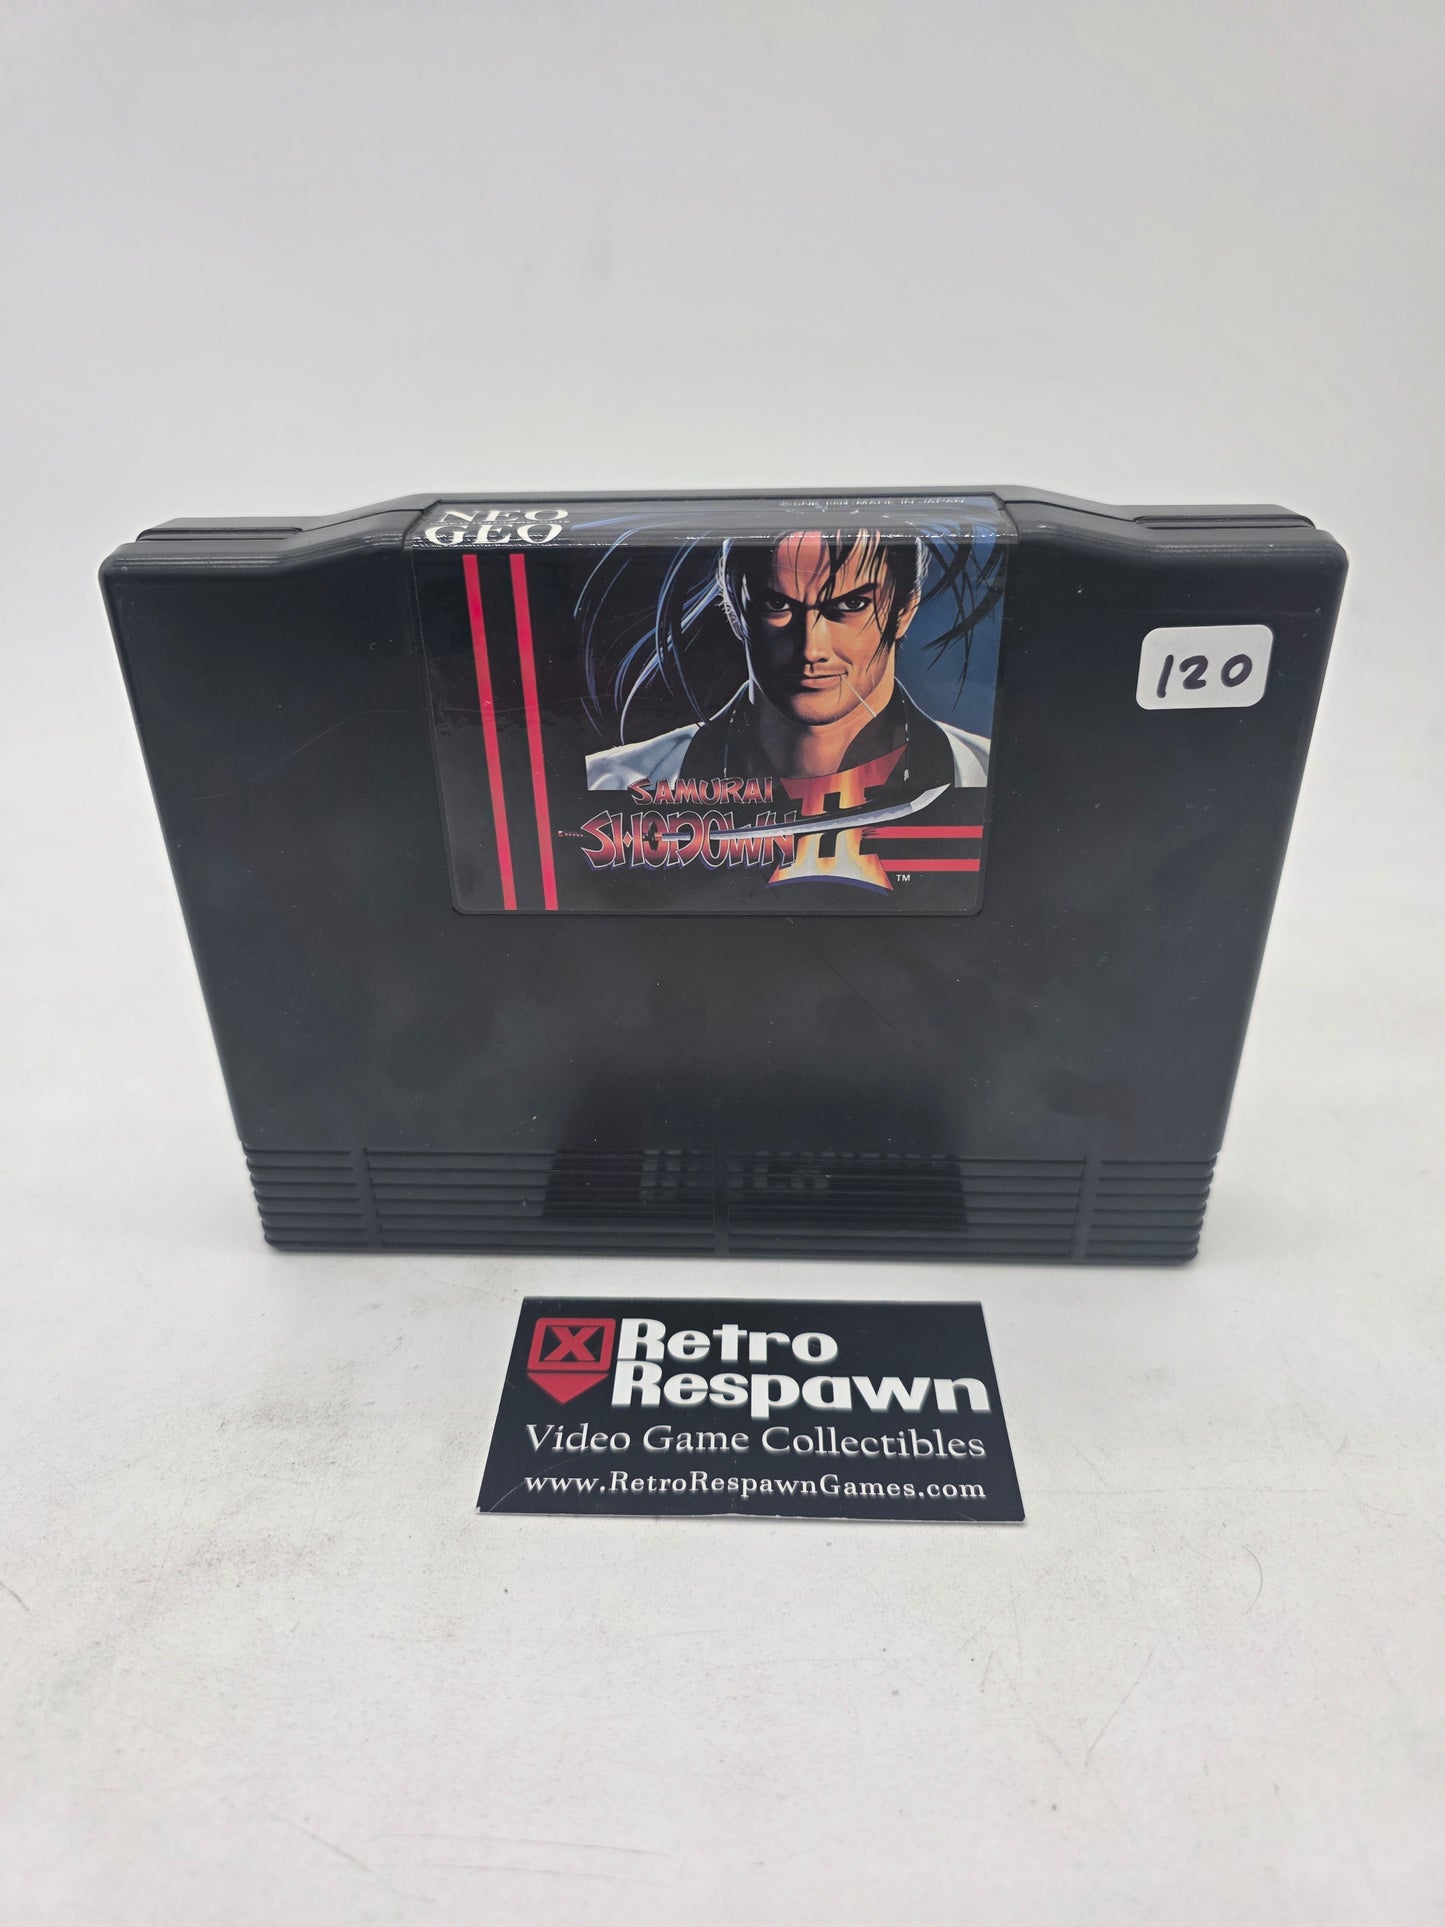 NEO
GEO
© SNK 1994 MADE IN JAPAN
120
SAMURAI
SHODOWN II
TM
X Retro
Respawn
Video Game Collectibles
www.RetroRespawnGames.com